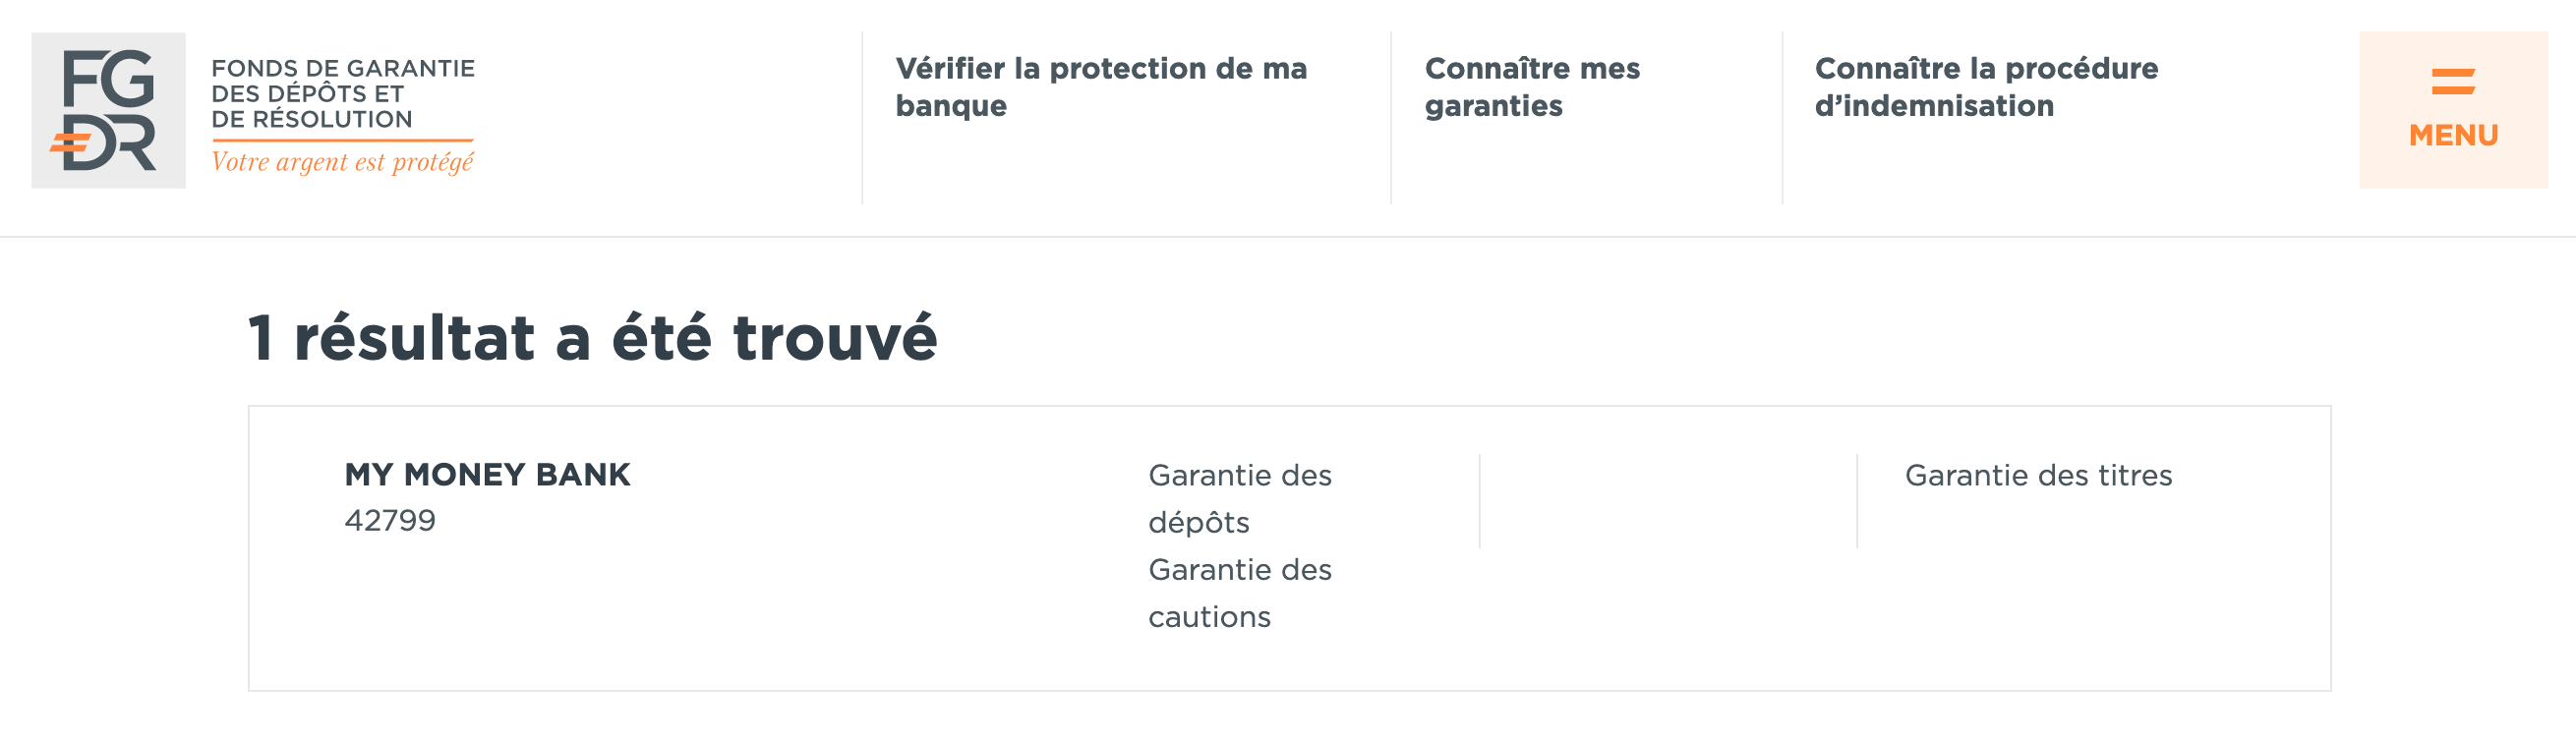 FG
DR
FONDS DE GARANTIE
DES DÉPÔTS ET
DE RÉSOLUTION
Votre argent est protégé
Vérifier la protection de ma
banque
Connaître mes
garanties
Connaître la procédure
d’indemnisation
MENU
1 résultat a été trouvé
MY MONEY BANK
42799
Garantie des
dépôts
Garantie des
cautions
Garantie des titres